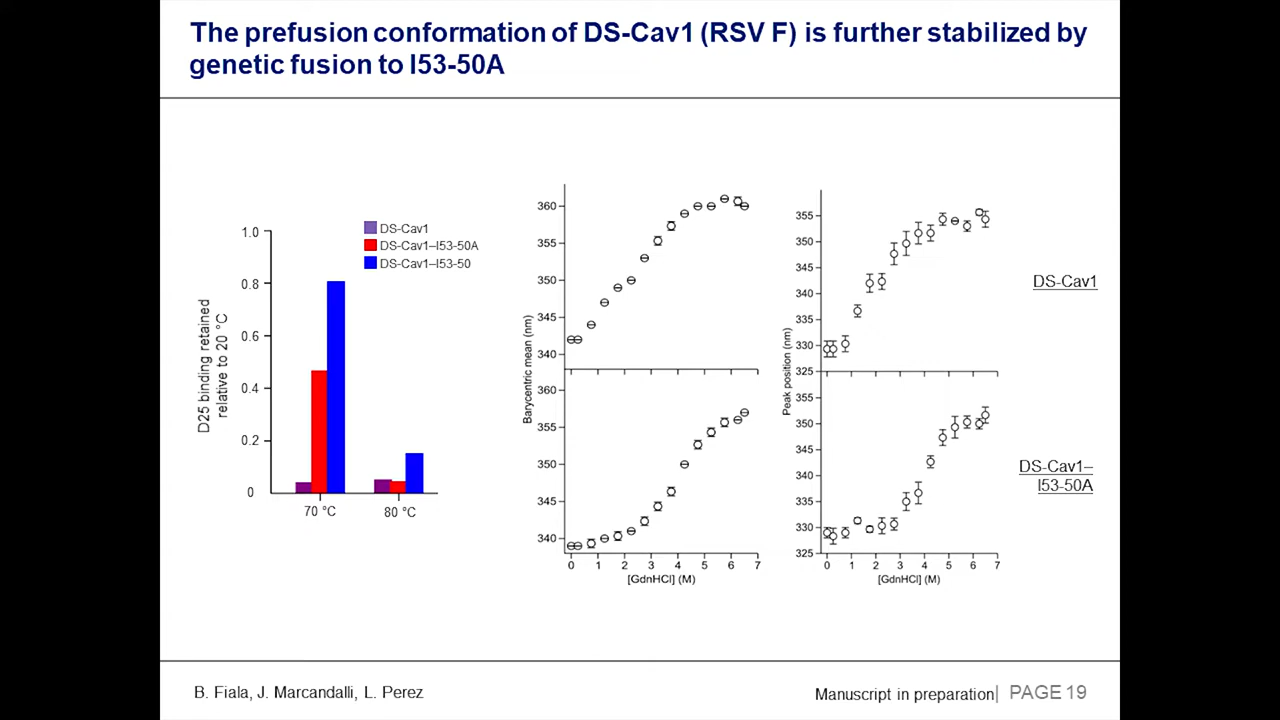 The prefusion conformation of DS-Cav1 (RSV F) is further stabilized by
genetic fusion to I53-50A
D25 binding retained
relative to 20 °C
1.0
0.8
0.6
0.4
0.2
0
DS-Cav1
DS-Cav1–I53-50A
DS-Cav1–I53-50
70 °C
80 °C
Barycentric mean (nm)
360
355
350
345
340
360
355
350
345
340
0 1 2 3 4 5 6 7
[GdnHCl] (M)
Peak position (nm)
355
350
345
340
335
330
325
355
350
345
340
335
330
325
0 1 2 3 4 5 6 7
[GdnHCl] (M)
DS-Cav1
DS-Cav1–
I53-50A
B. Fiala, J. Marcandalli, L. Perez
Manuscript in preparation| PAGE 19